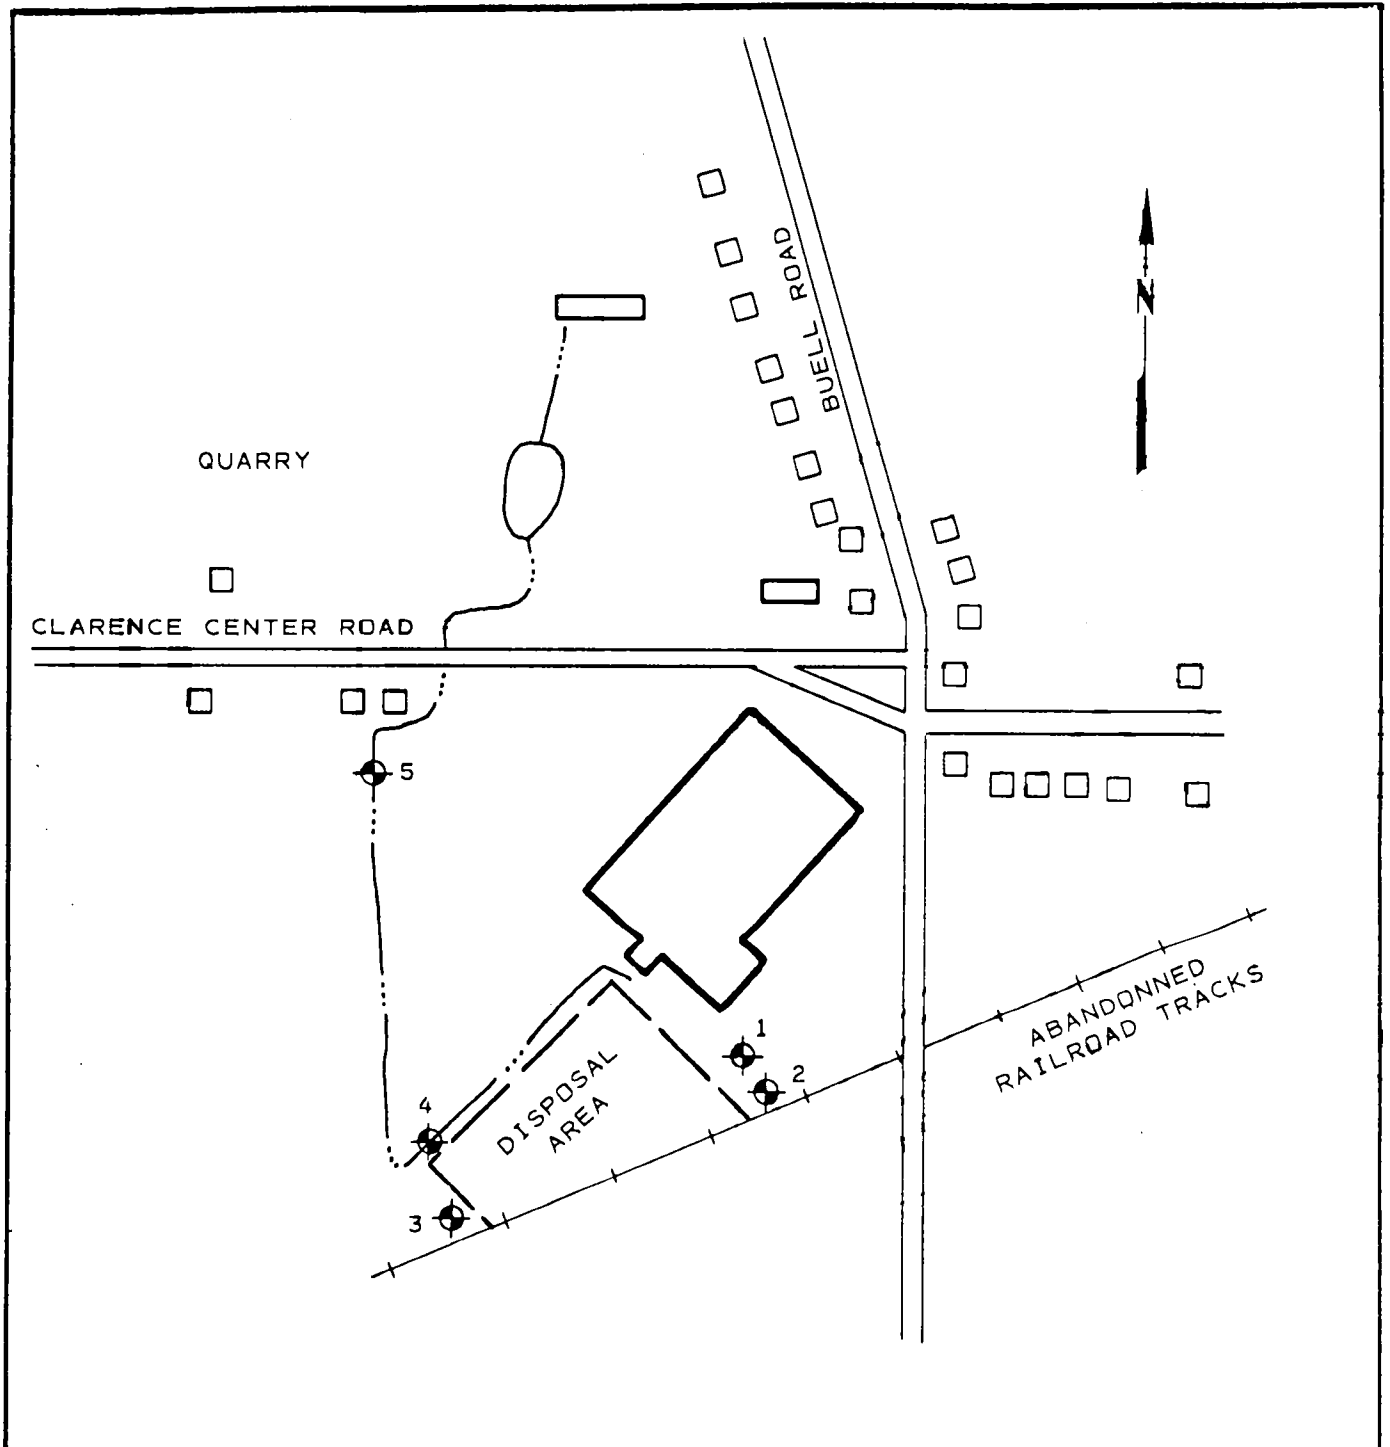 BUELL ROAD
N
QUARRY
CLARENCE CENTER ROAD
5
ABANDONNED
RAILROAD TRACKS
1
2
DISPOSAL
AREA
4
3